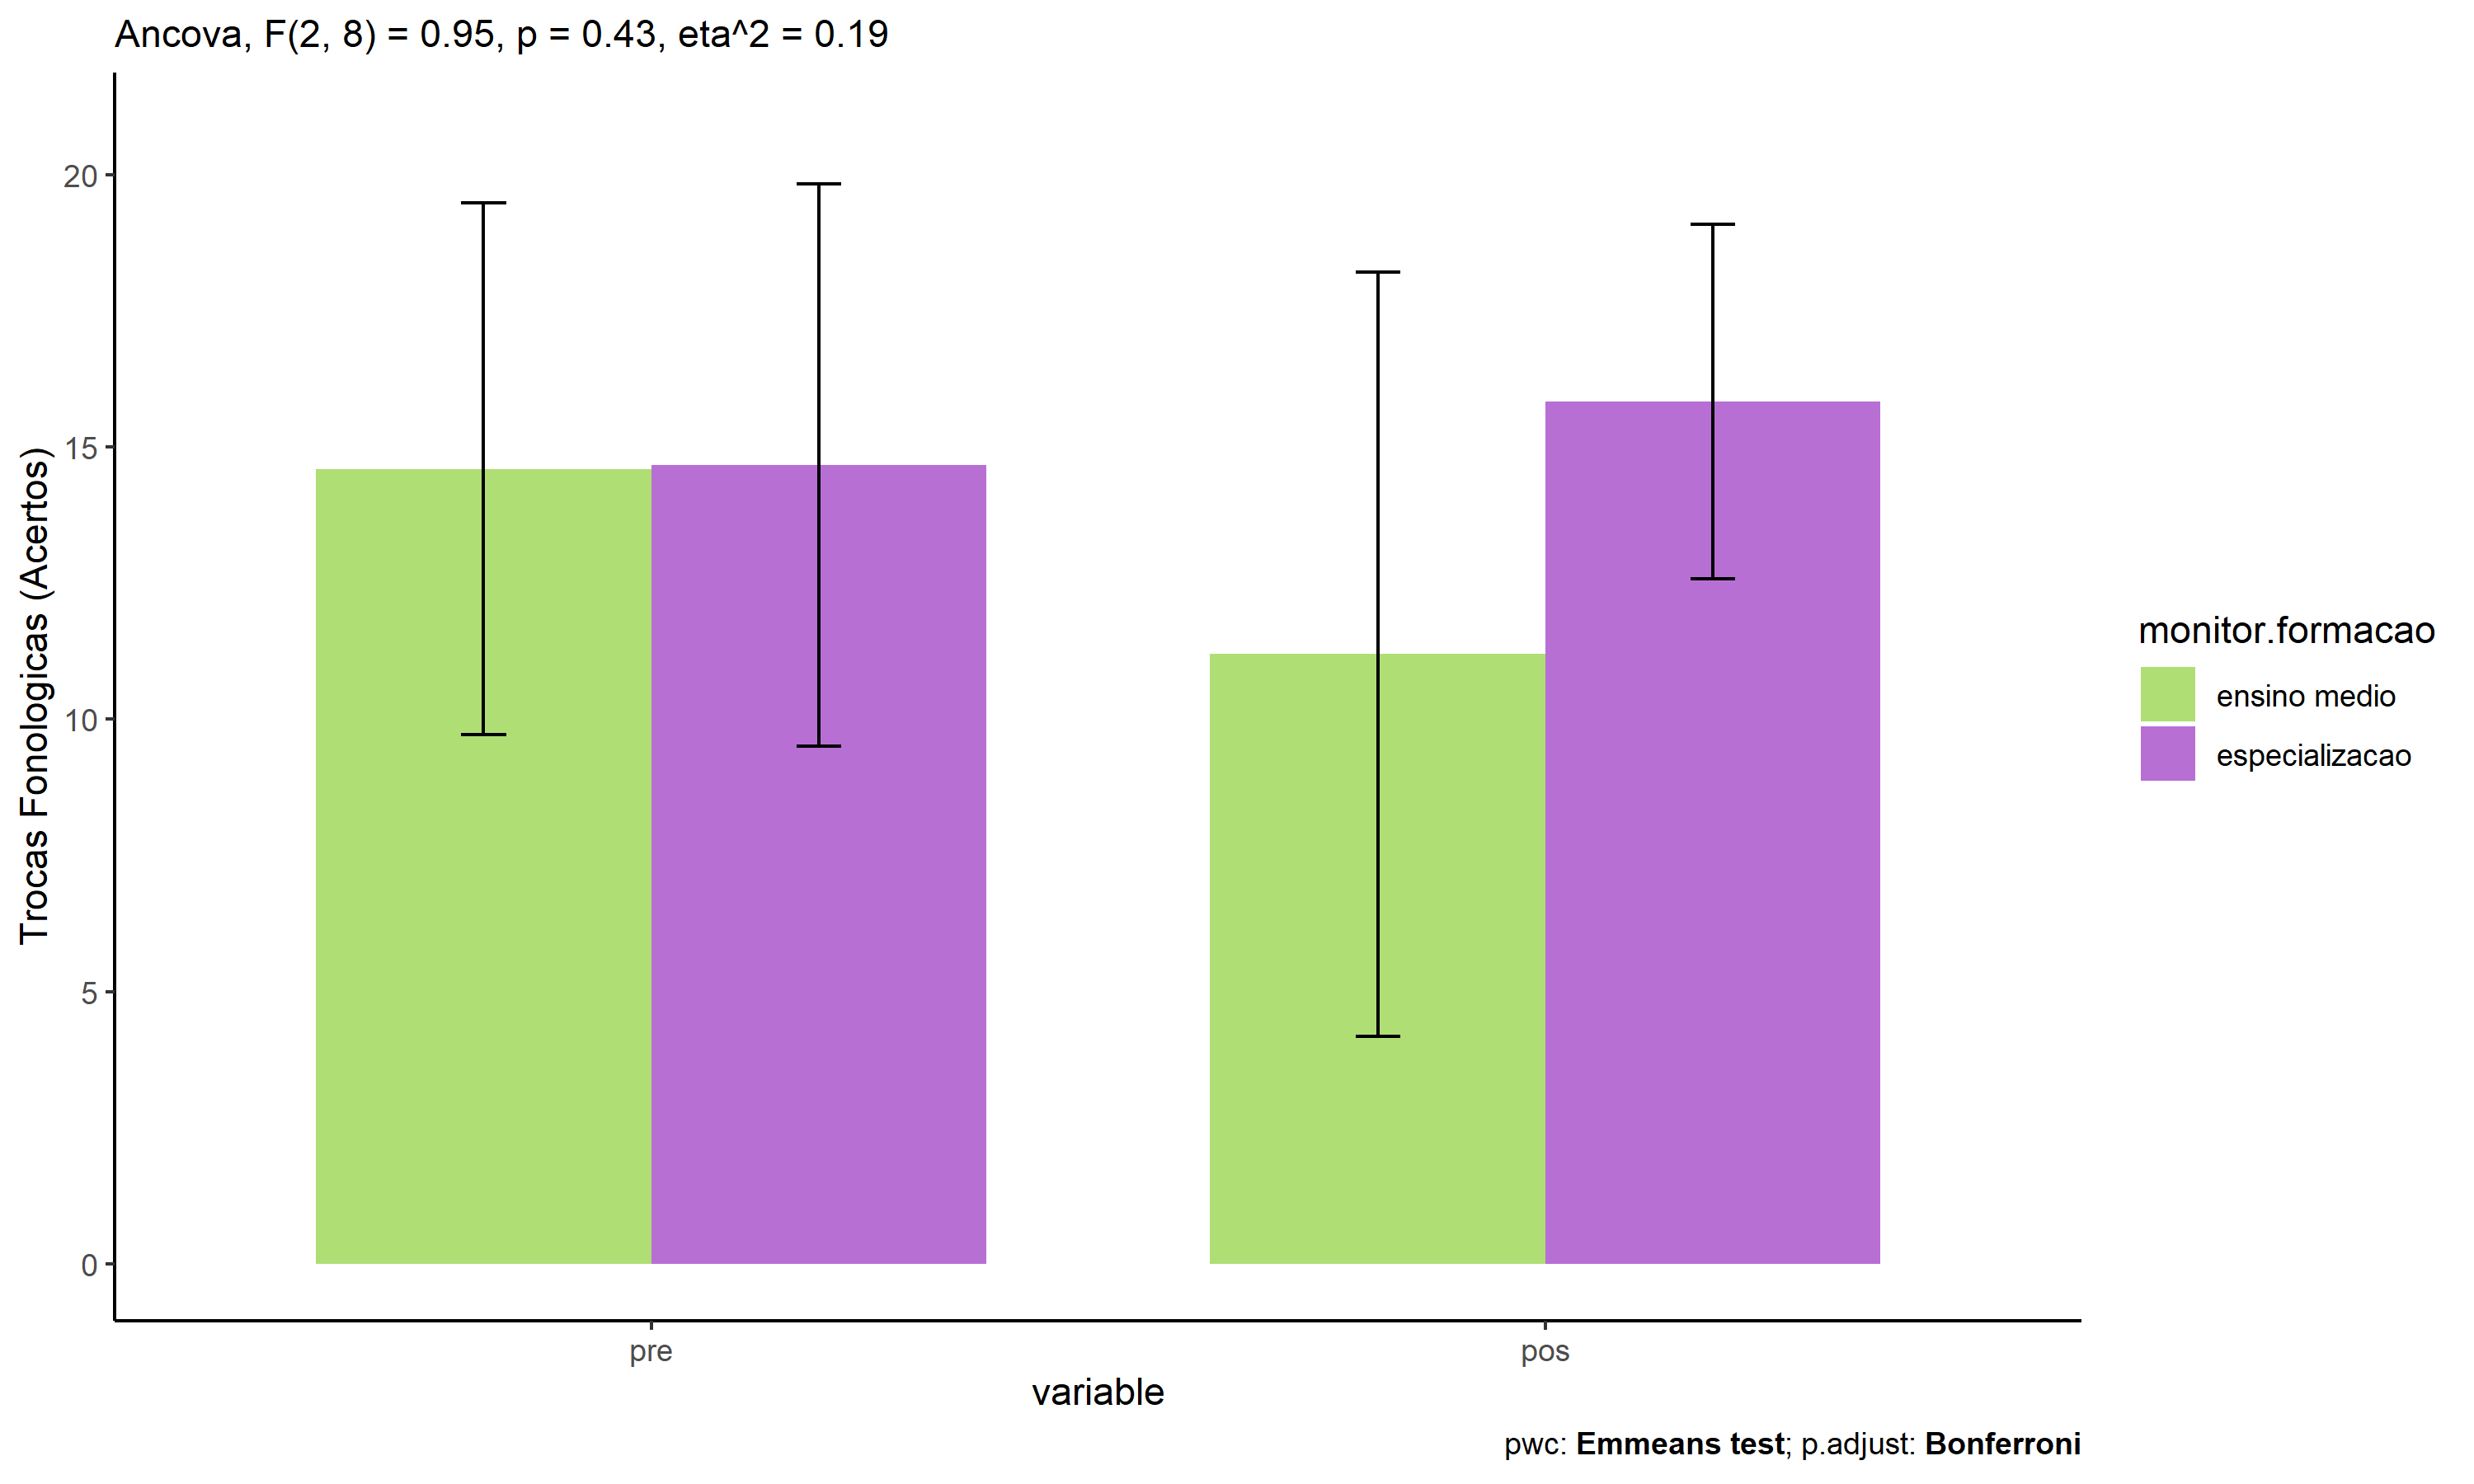 Ancova, F(2, 8) = 0.95, p = 0.43, eta^2 = 0.19
Trocas Fonologicas (Acertos)
20
15
10
5
0
pre
pos
variable
monitor.formacao
ensino medio
especializacao
pwc: Emmeans test; p.adjust: Bonferroni